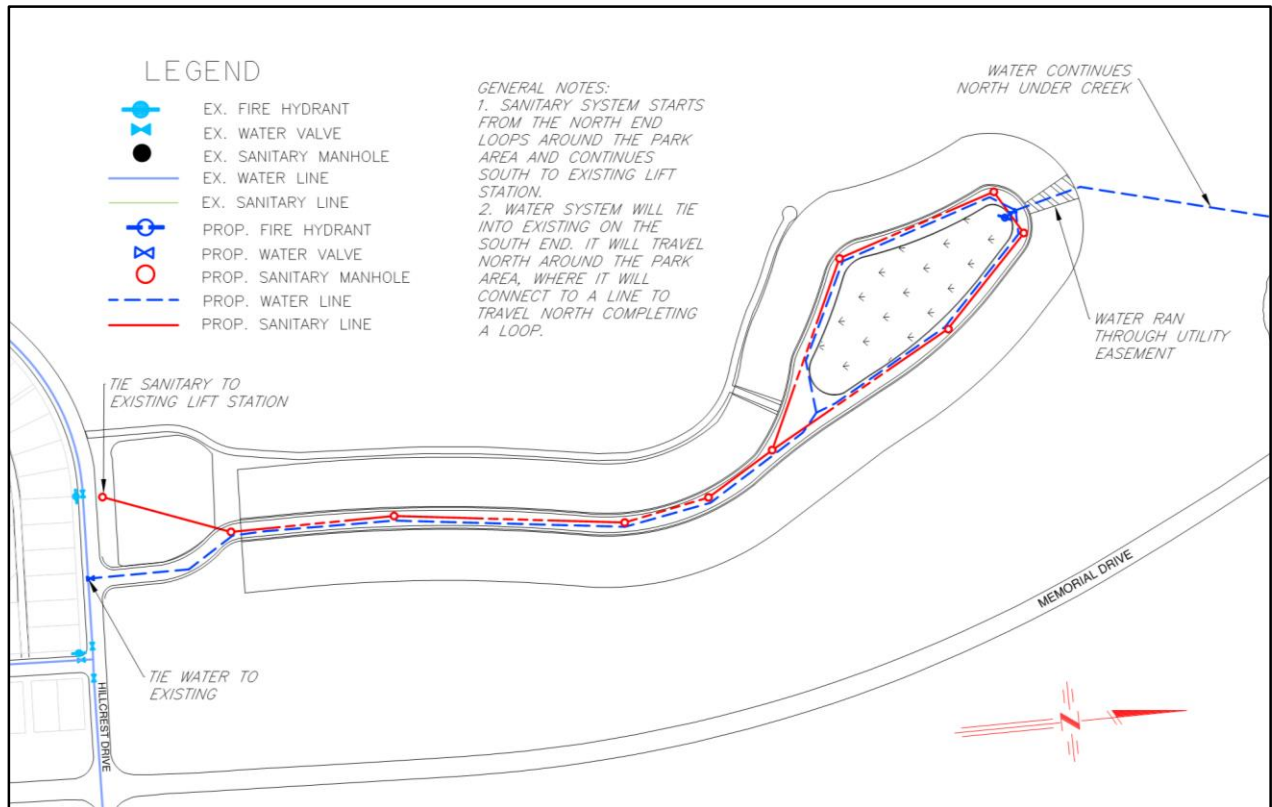 LEGEND
EX. FIRE HYDRANT
EX. WATER VALVE
EX. SANITARY MANHOLE
EX. WATER LINE
EX. SANITARY LINE
PROP. FIRE HYDRANT
PROP. WATER VALVE
PROP. SANITARY MANHOLE
PROP. WATER LINE
PROP. SANITARY LINE
GENERAL NOTES:
1. SANITARY SYSTEM STARTS
FROM THE NORTH END
LOOPS AROUND THE PARK
AREA AND CONTINUES
SOUTH TO EXISTING LIFT
STATION.
2. WATER SYSTEM WILL TIE
INTO EXISTING ON THE
SOUTH END. IT WILL TRAVEL
NORTH AROUND THE PARK
AREA, WHERE IT WILL
CONNECT TO A LINE TO
TRAVEL NORTH COMPLETING
A LOOP.
WATER CONTINUES
NORTH UNDER CREEK
WATER RAN
THROUGH UTILITY
EASEMENT
TIE SANITARY TO
EXISTING LIFT STATION
TIE WATER TO
EXISTING
HILLCREST DRIVE
MEMORIAL DRIVE
N